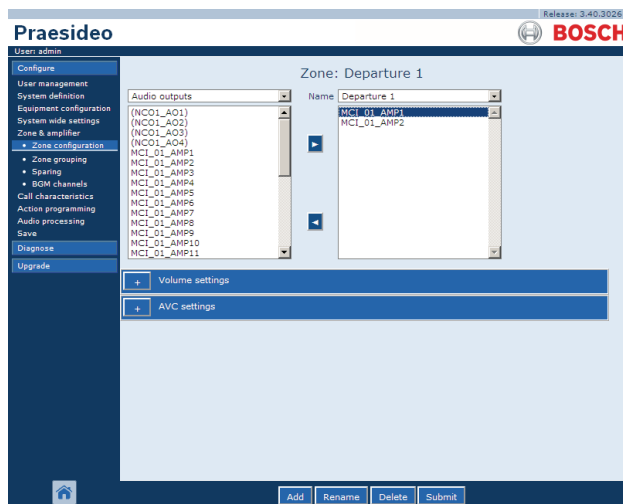 Release: 3.40.3026
Praesideo
BOSCH
User: admin
Configure
User management
System definition
Equipment configuration
System wide settings
Zone & amplifier
• Zone configuration
• Zone grouping
• Sparing
• BGM channels
Call characteristics
Action programming
Audio processing
Save
Diagnose
Upgrade
Zone: Departure 1
Audio outputs
(NCO1_AO1)
(NCO1_AO2)
(NCO1_AO3)
(NCO1_AO4)
MCI_01_AMP1
MCI_01_AMP2
MCI_01_AMP3
MCI_01_AMP4
MCI_01_AMP5
MCI_01_AMP6
MCI_01_AMP7
MCI_01_AMP8
MCI_01_AMP9
MCI_01_AMP10
MCI_01_AMP11
Name Departure 1
MCI_01_AMP1
MCI_01_AMP2
+ Volume settings
+ AVC settings
Add Rename Delete Submit